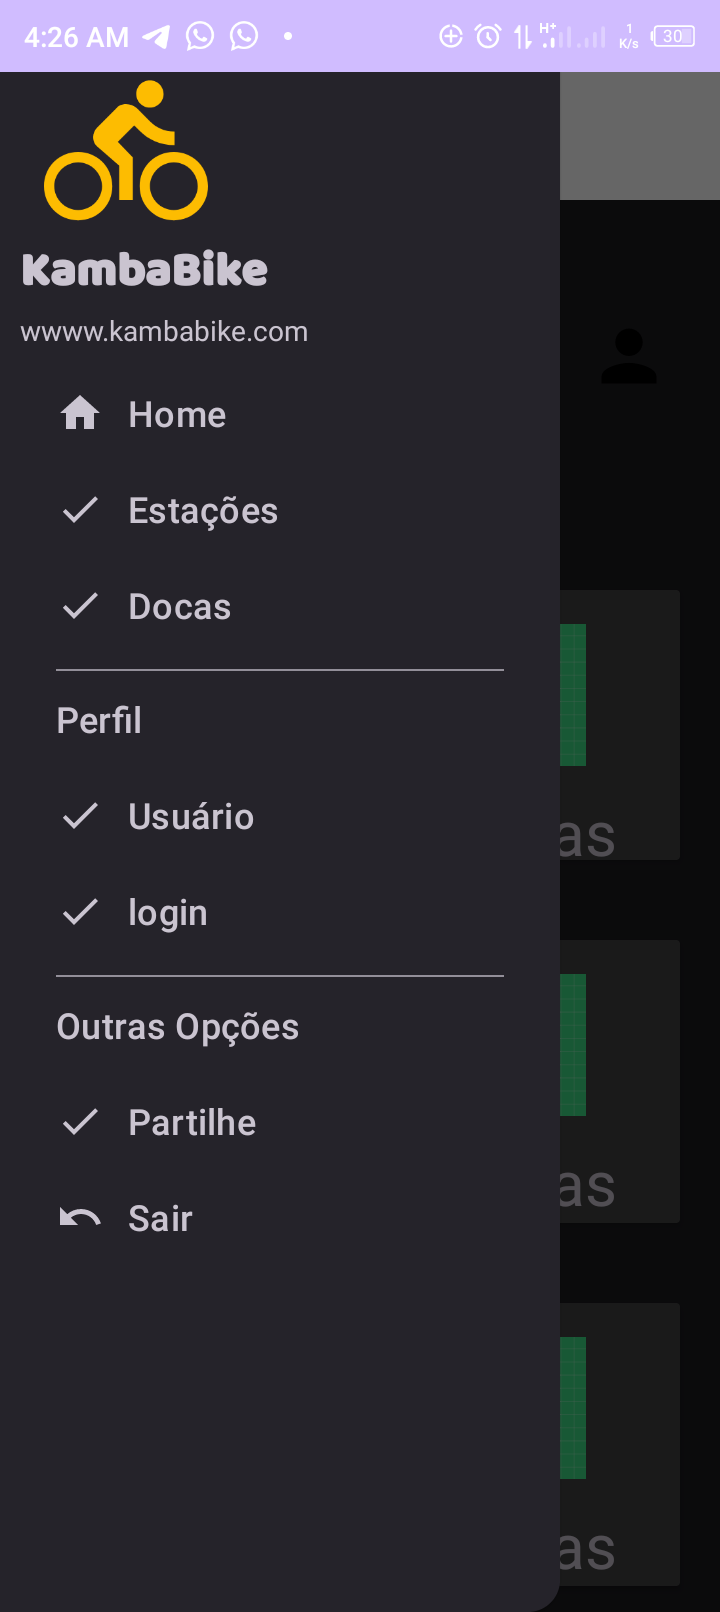 4:26 AM H+ 1 K/s 30
KambaBike
wwww.kambabike.com
Home
Estações
Docas
Perfil
Usuário
login
as
Outras Opções
Partilhe
as
Sair
as